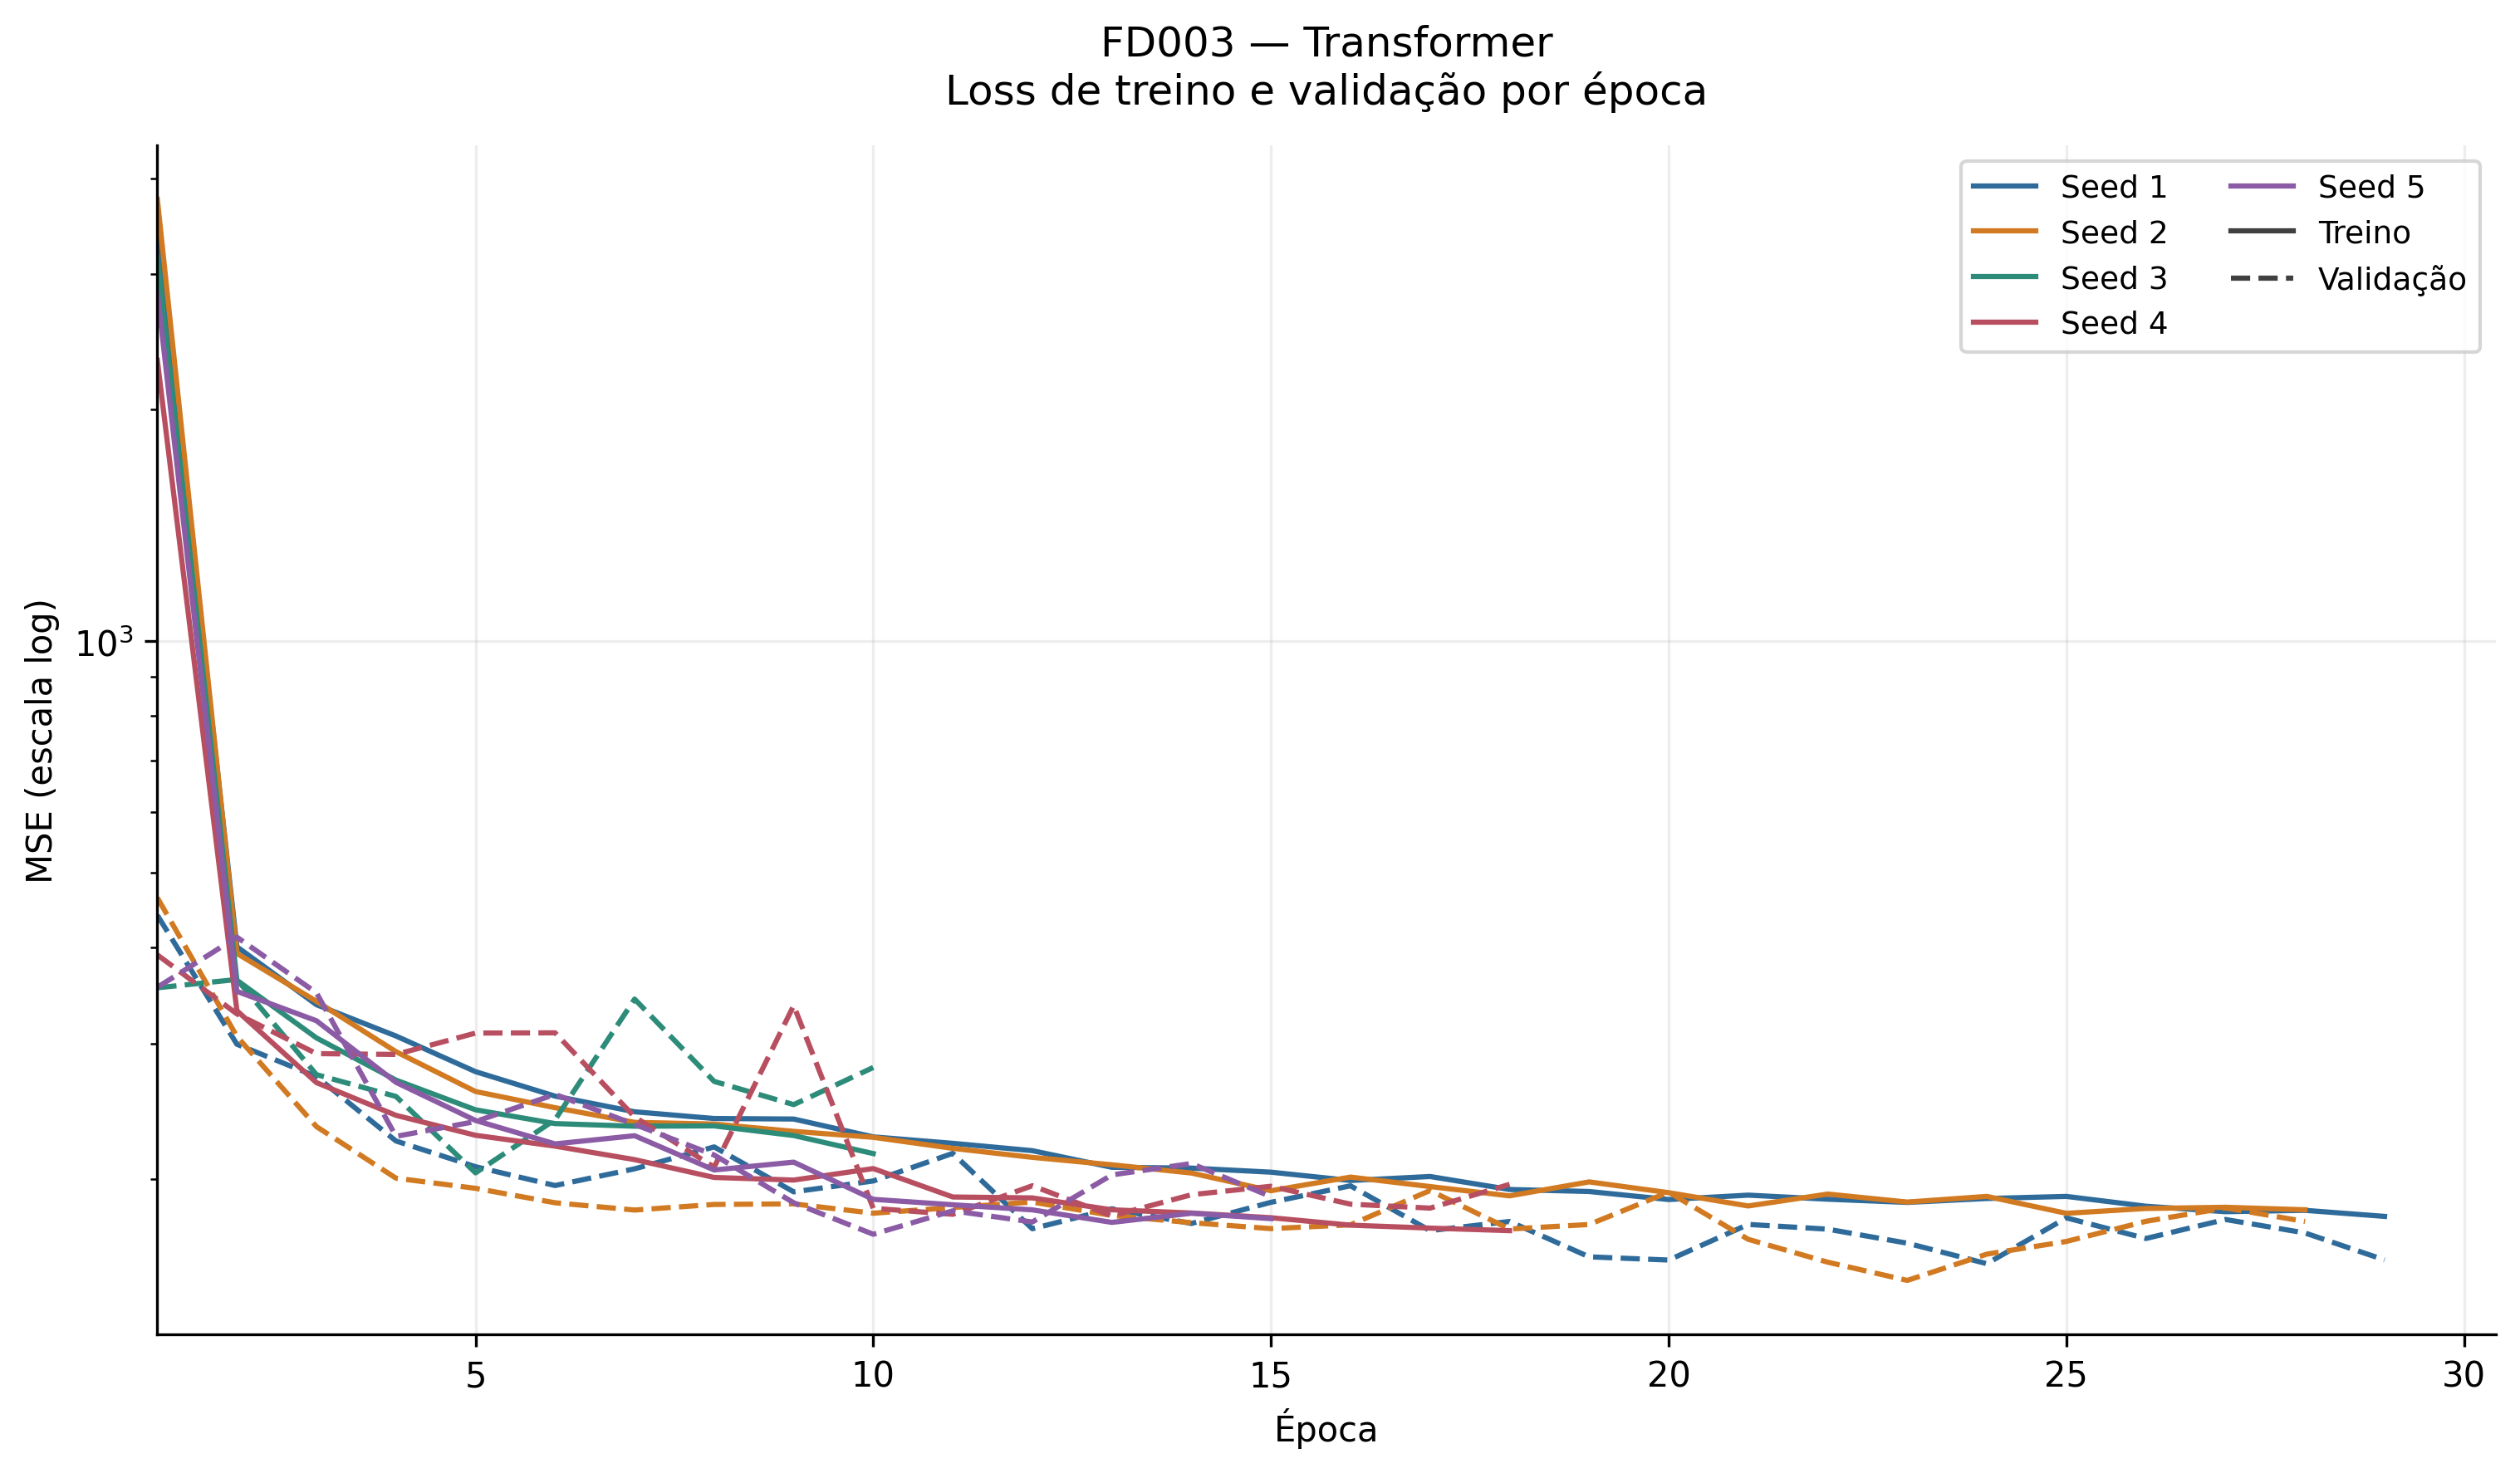 FD003 — Transformer
Loss de treino e validação por época
Seed 1
Seed 2
Seed 3
Seed 4
Seed 5
Treino
Validação
MSE (escala log)
10³
5
10
15
20
25
30
Época